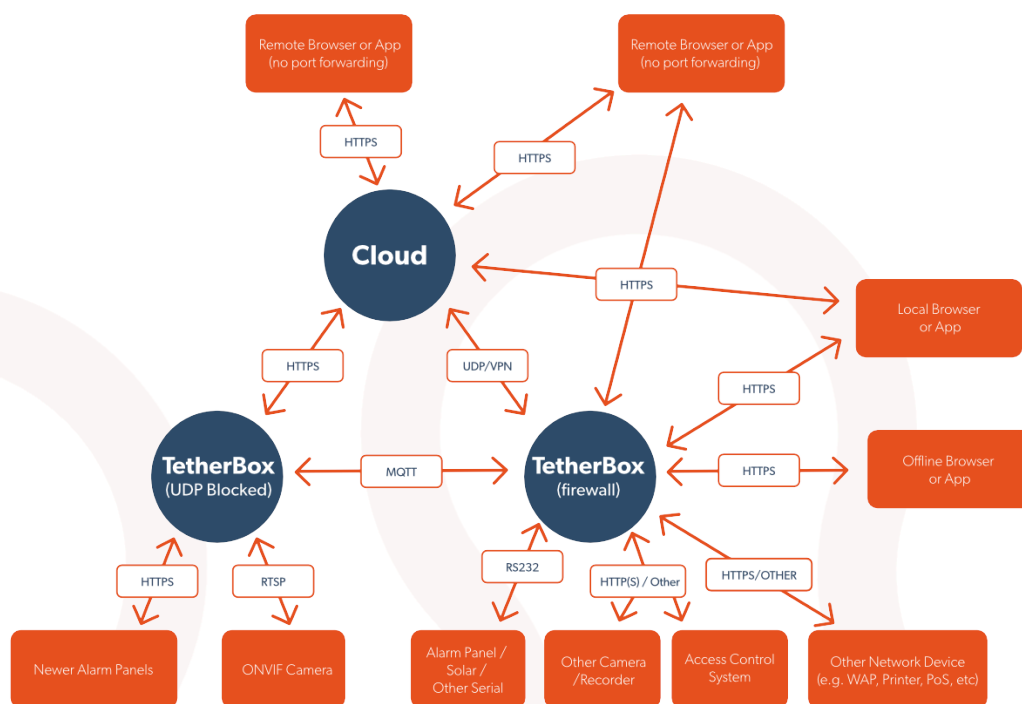 Remote Browser or App
(no port forwarding)
Remote Browser or App
(no port forwarding)
HTTPS
HTTPS
Cloud
HTTPS
Local Browser
or App
HTTPS
UDP/VPN
HTTPS
TetherBox
(UDP Blocked)
MQTT
TetherBox
(firewall)
HTTPS
Offline Browser
or App
HTTPS
RTSP
RS232
HTTP(S) / Other
HTTPS/OTHER
Newer Alarm Panels
ONVIF Camera
Alarm Panel /
Solar /
Other Serial
Other Camera
/Recorder
Access Control
System
Other Network Device
(e.g. WAP, Printer, PoS, etc)